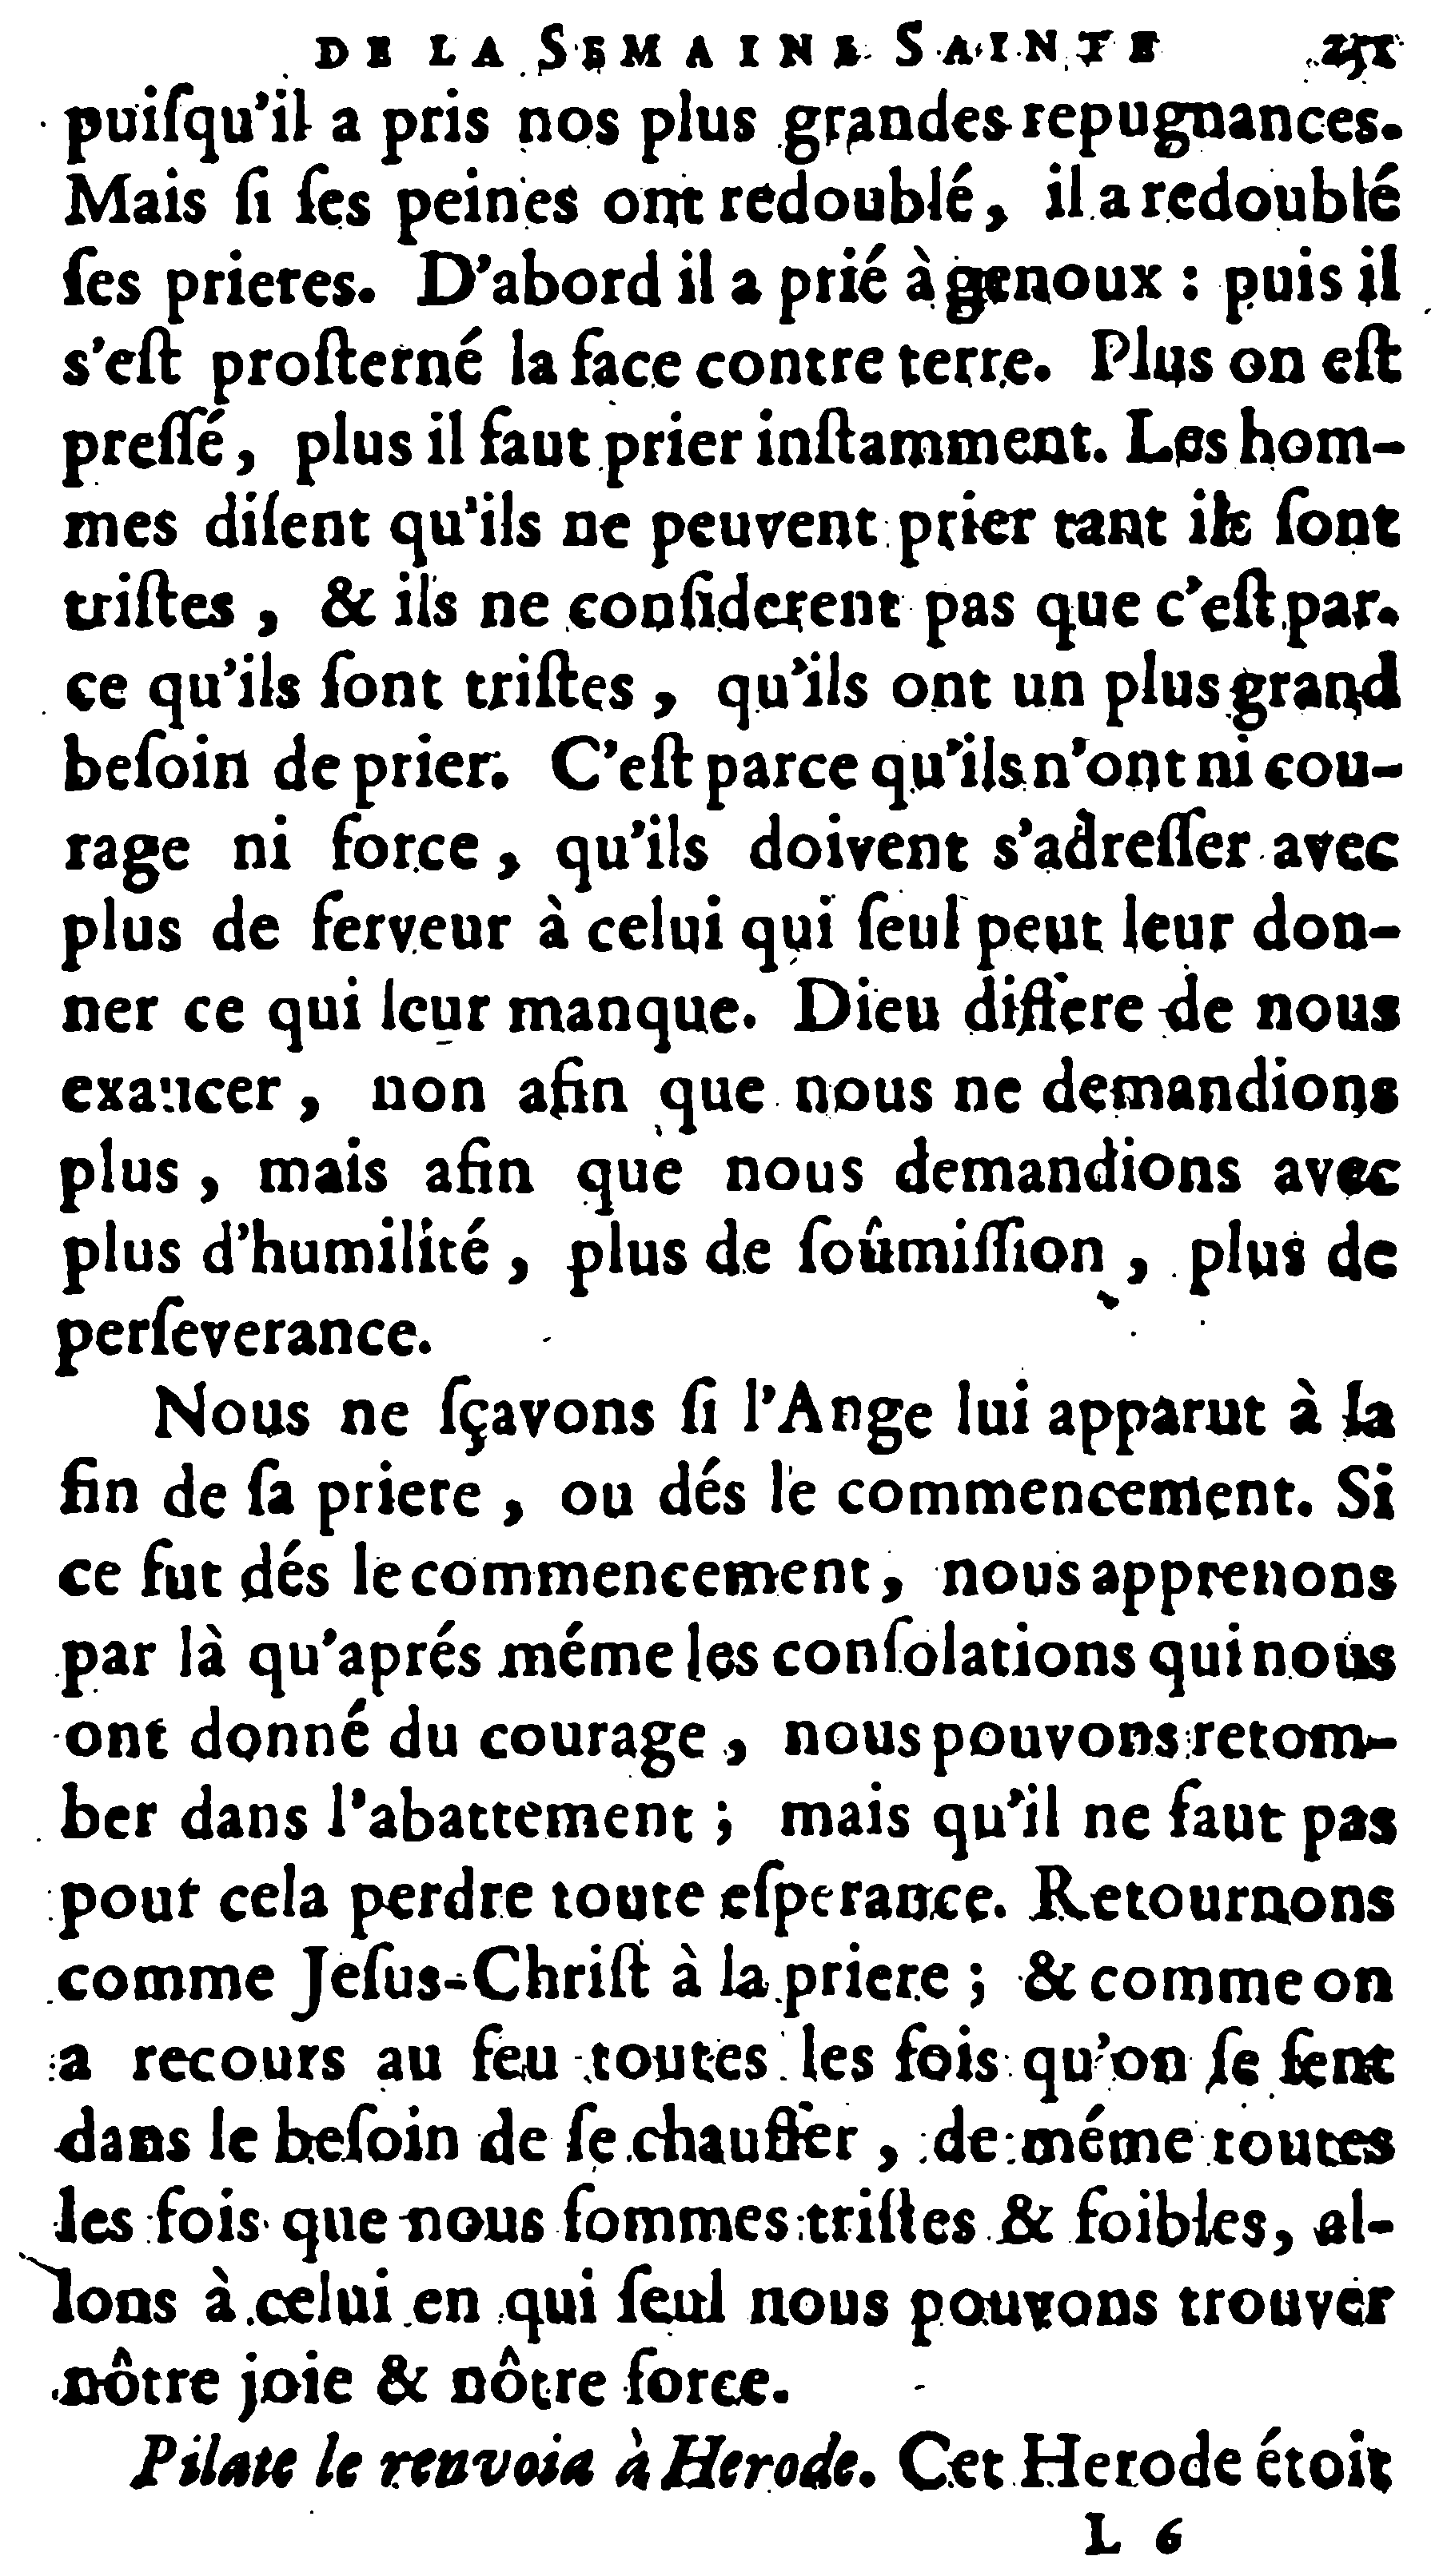 DE LA SEMAINE SAINTE 251
puiſqu'il a pris nos plus grandes repugnances.
Mais ſi ſes peines ont redoublé, il a redoublé
ſes prieres. D'abord il a prié à genoux : puis il
s'eſt proſterné la face contre terre. Plus on eſt
preſſé, plus il faut prier inſtamment. Les hom-
mes diſent qu'ils ne peuvent prier tant ils ſont
triſtes, & ils ne conſiderent pas que c'eſt par-
ce qu'ils ſont triſtes, qu'ils ont un plus grand
beſoin de prier. C'eſt parce qu'ils n'ont ni cou-
rage ni force, qu'ils doivent s'adreſſer avec
plus de ferveur à celui qui ſeul peut leur don-
ner ce qui leur manque. Dieu differe de nous
exaucer, non afin que nous ne demandions
plus, mais afin que nous demandions avec
plus d'humilité, plus de ſoûmiſſion, plus de
perſeverance.
Nous ne ſçavons ſi l'Ange lui apparut à la
fin de ſa priere, ou dés le commencement. Si
ce fut dés le commencement, nous apprenons
par là qu'aprés méme les conſolations qui nous
ont donné du courage, nous pouvons retom-
ber dans l'abattement ; mais qu'il ne faut pas
pour cela perdre toute eſperance. Retournons
comme Jeſus-Chriſt à la priere ; & comme on
a recours au feu toutes les fois qu'on ſe ſent
dans le beſoin de ſe chauffer, de méme toutes
les fois que nous ſommes triſtes & foibles, al-
lons à celui en qui ſeul nous pouvons trouver
nôtre joie & nôtre force.
Pilate le renvoia à Herode. Cet Herode étoit
L 6